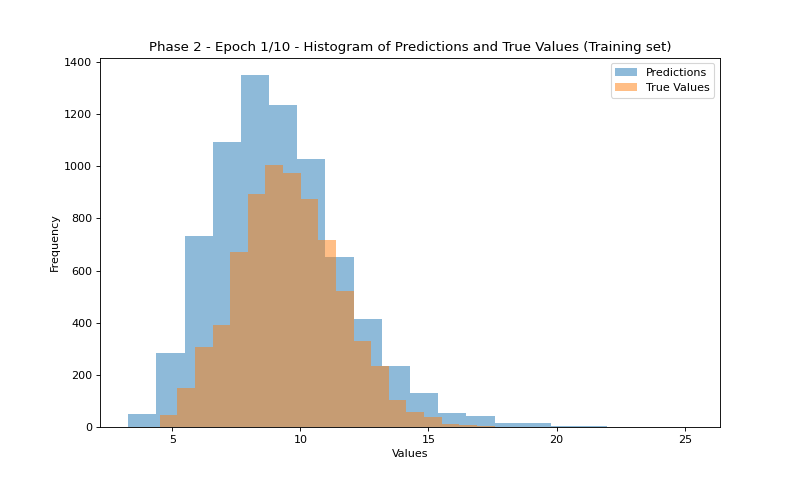 Phase 2 - Epoch 1/10 - Histogram of Predictions and True Values (Training set)
Predictions
True Values
1400
1200
1000
800
600
400
200
0
Frequency
5
10
15
20
25
Values